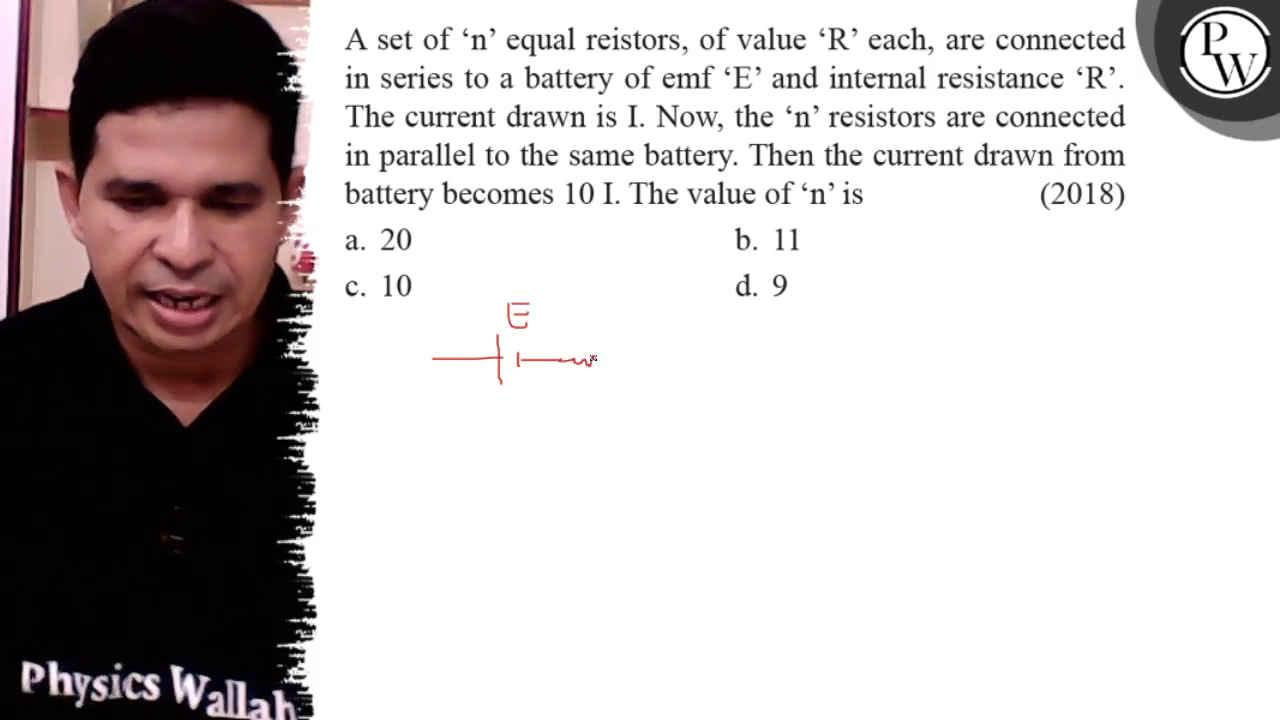 A set of ‘n’ equal reistors, of value ‘R’ each, are connected
in series to a battery of emf ‘E’ and internal resistance ‘R’.
The current drawn is I. Now, the ‘n’ resistors are connected
in parallel to the same battery. Then the current drawn from
battery becomes 10 I. The value of ‘n’ is (2018)
a. 20 b. 11
c. 10 d. 9
E
PW
Physics Wallah